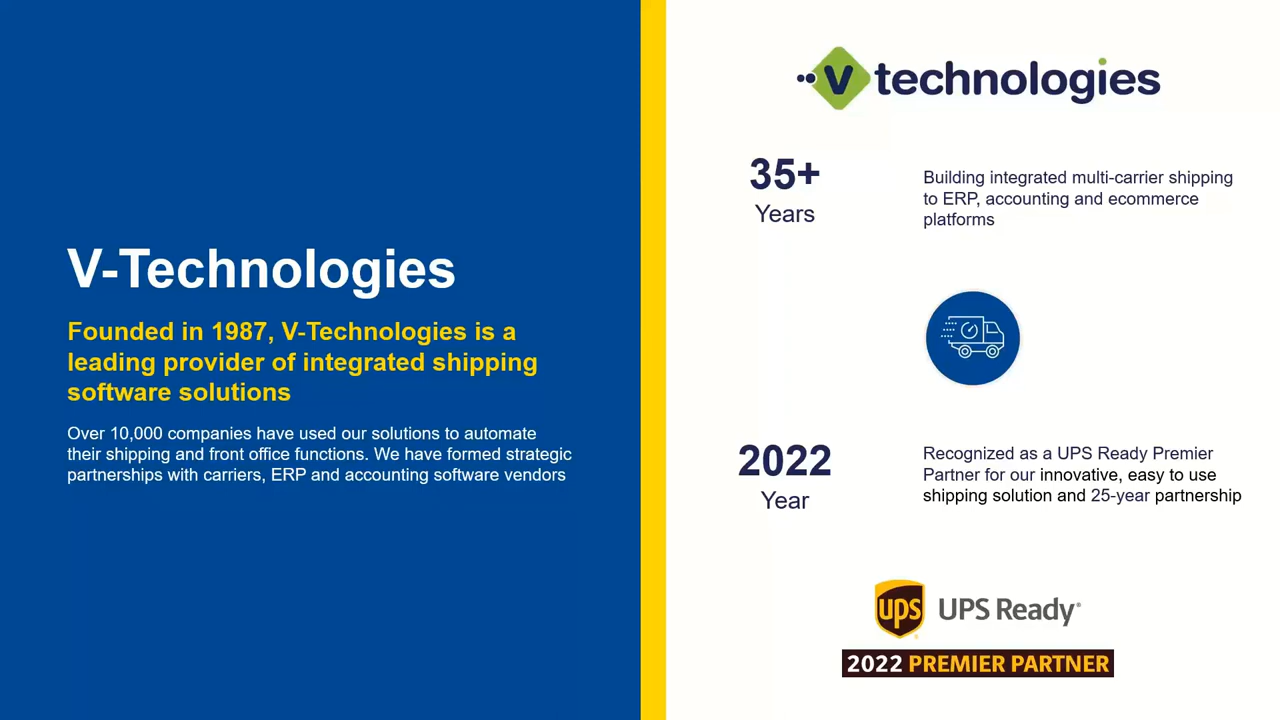 V-Technologies
Founded in 1987, V-Technologies is a
leading provider of integrated shipping
software solutions
Over 10,000 companies have used our solutions to automate
their shipping and front office functions. We have formed strategic
partnerships with carriers, ERP and accounting software vendors
V technologies
35+
Years
Building integrated multi-carrier shipping
to ERP, accounting and ecommerce
platforms
2022
Year
Recognized as a UPS Ready Premier
Partner for our innovative, easy to use
shipping solution and 25-year partnership
ups UPS Ready®
2022 PREMIER PARTNER